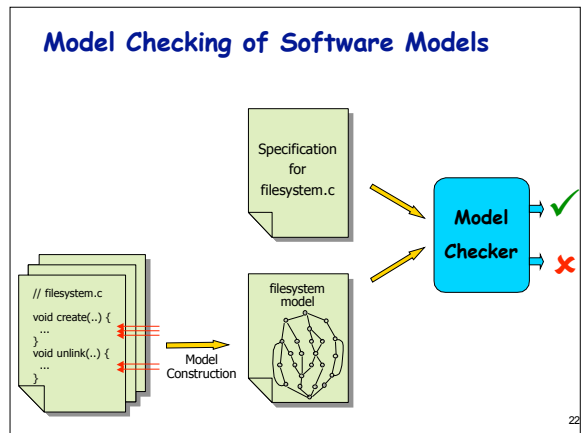 Model Checking of Software Models
Specification
for
filesystem.c
Model
Checker
// filesystem.c
void create(..) {
...
}
void unlink(..) {
...
}
Model
Construction
filesystem
model
22